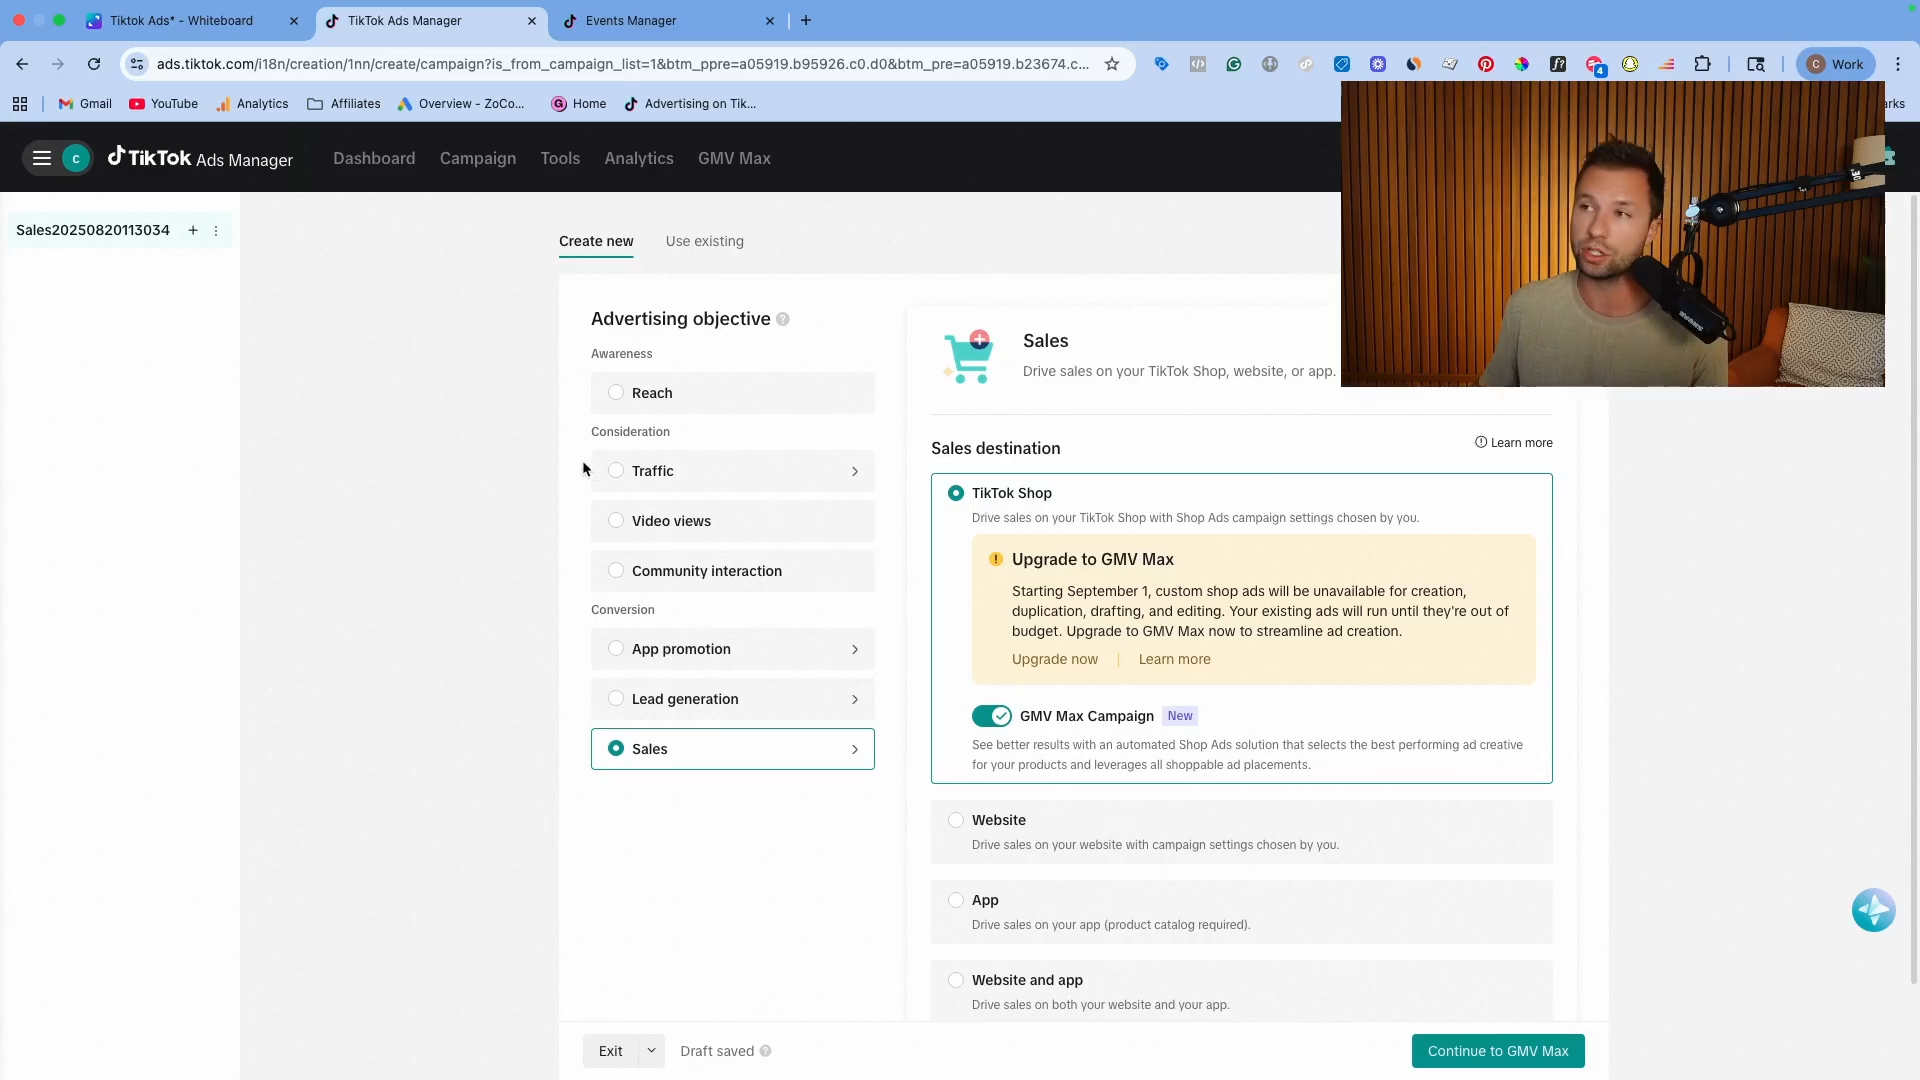 Tiktok Ads* - Whiteboard
TikTok Ads Manager
Events Manager
ads.tiktok.com/i18n/creation/1nn/create/campaign?is_from_campaign_list=1&btm_ppre=a05919.b95926.c0.d0&btm_pre=a05919.b23674.c...
4
C Work
Gmail
YouTube
Analytics
Affiliates
Overview - ZoCo...
Home
Advertising on Tik...
arks
C
TikTok Ads Manager
Dashboard
Campaign
Tools
Analytics
GMV Max
Sales20250820113034
Create new
Use existing
Advertising objective
Awareness
Reach
Consideration
Traffic
Video views
Community interaction
Conversion
App promotion
Lead generation
Sales
Sales
Drive sales on your TikTok Shop, website, or app.
Sales destination
Learn more
TikTok Shop
Drive sales on your TikTok Shop with Shop Ads campaign settings chosen by you.
Upgrade to GMV Max
Starting September 1, custom shop ads will be unavailable for creation,
duplication, drafting, and editing. Your existing ads will run until they're out of
budget. Upgrade to GMV Max now to streamline ad creation.
Upgrade now
Learn more
GMV Max Campaign New
See better results with an automated Shop Ads solution that selects the best performing ad creative
for your products and leverages all shoppable ad placements.
Website
Drive sales on your website with campaign settings chosen by you.
App
Drive sales on your app (product catalog required).
Website and app
Drive sales on both your website and your app.
Exit
Draft saved
Continue to GMV Max